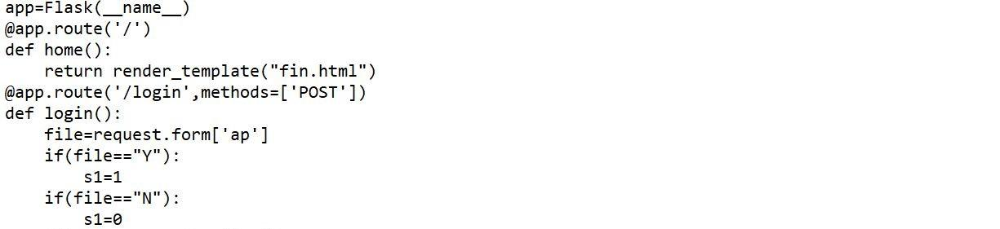 app=Flask(__name__)
@app.route('/')
def home():
    return render_template("fin.html")
@app.route('/login',methods=['POST'])
def login():
    file=request.form['ap']
    if(file=="Y"):
        s1=1
    if(file=="N"):
        s1=0